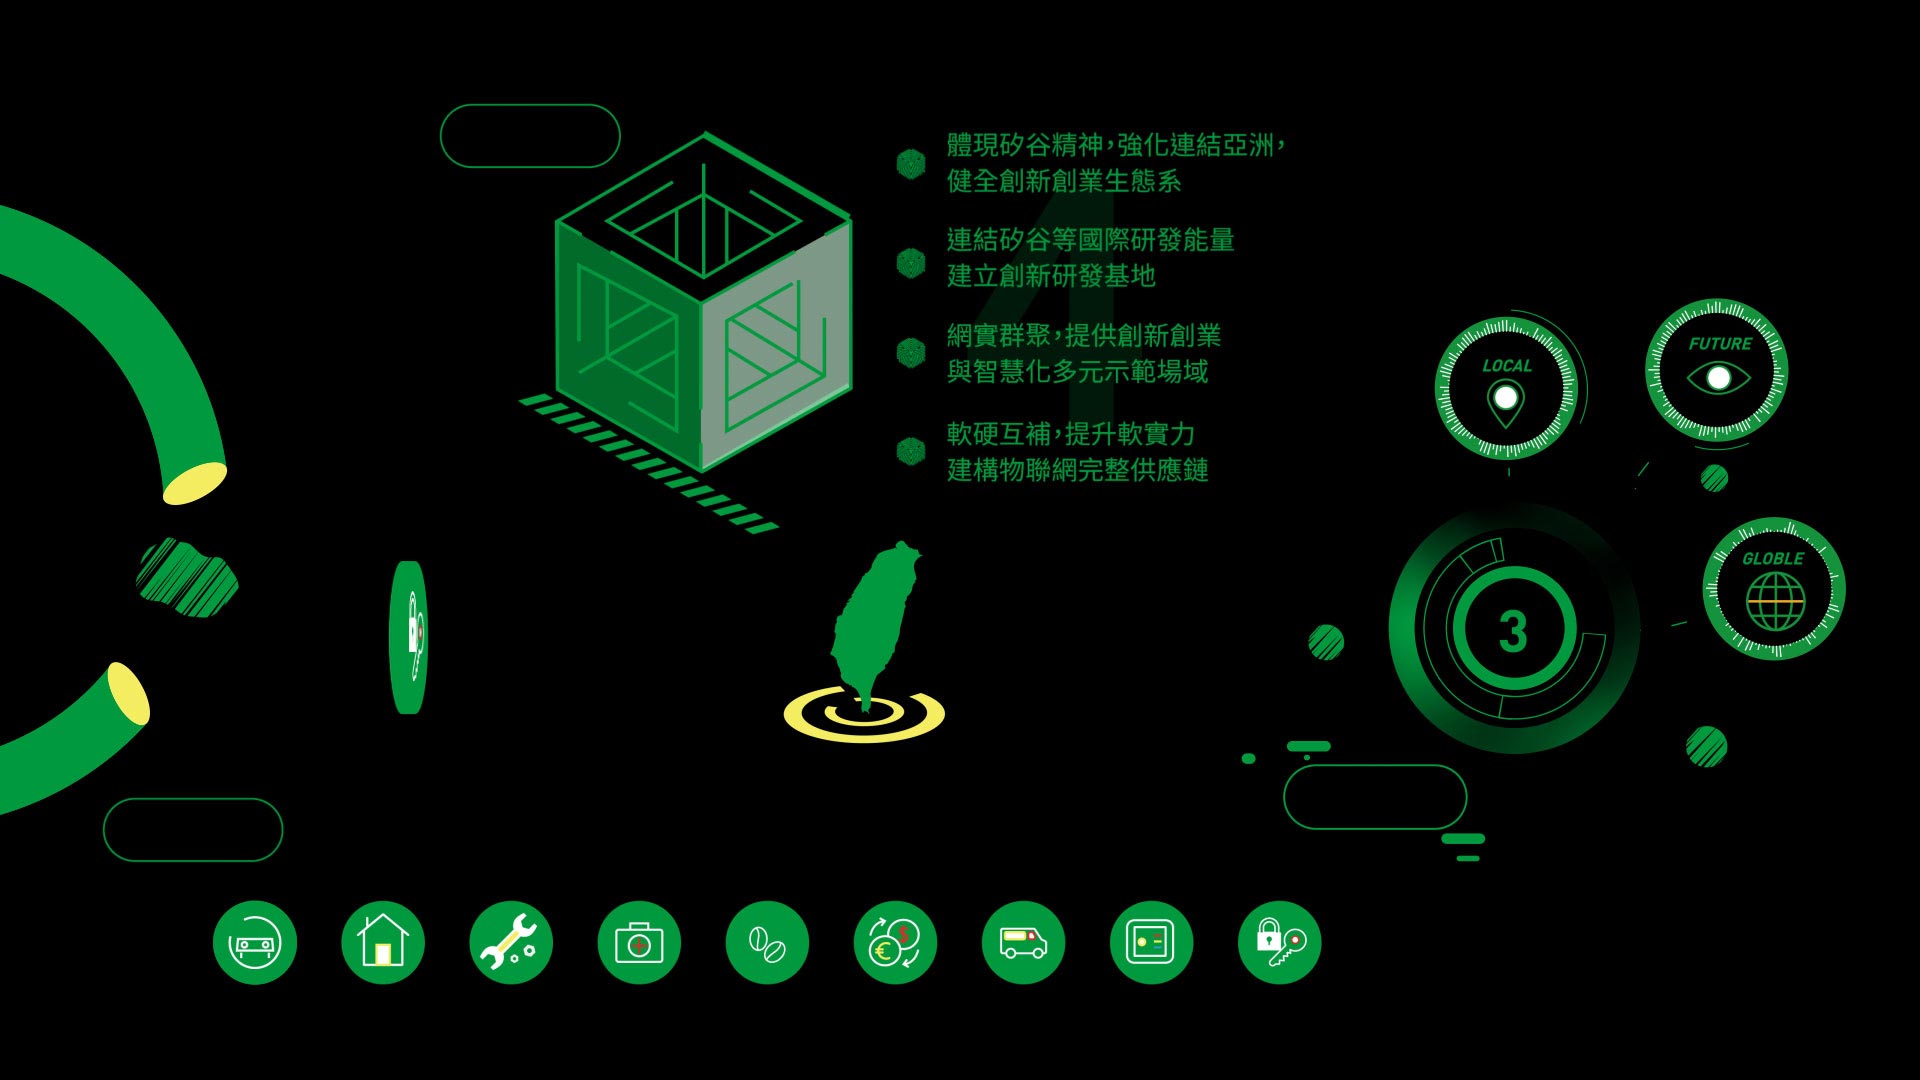 體現矽谷精神，強化連結亞洲，
健全創新創業生態系
連結矽谷等國際研發能量
建立創新研發基地
網實群聚，提供創新創業
與智慧化多元示範場域
軟硬互補，提升軟實力
建構物聯網完整供應鏈
4
LOCAL
FUTURE
GLOBLE
3